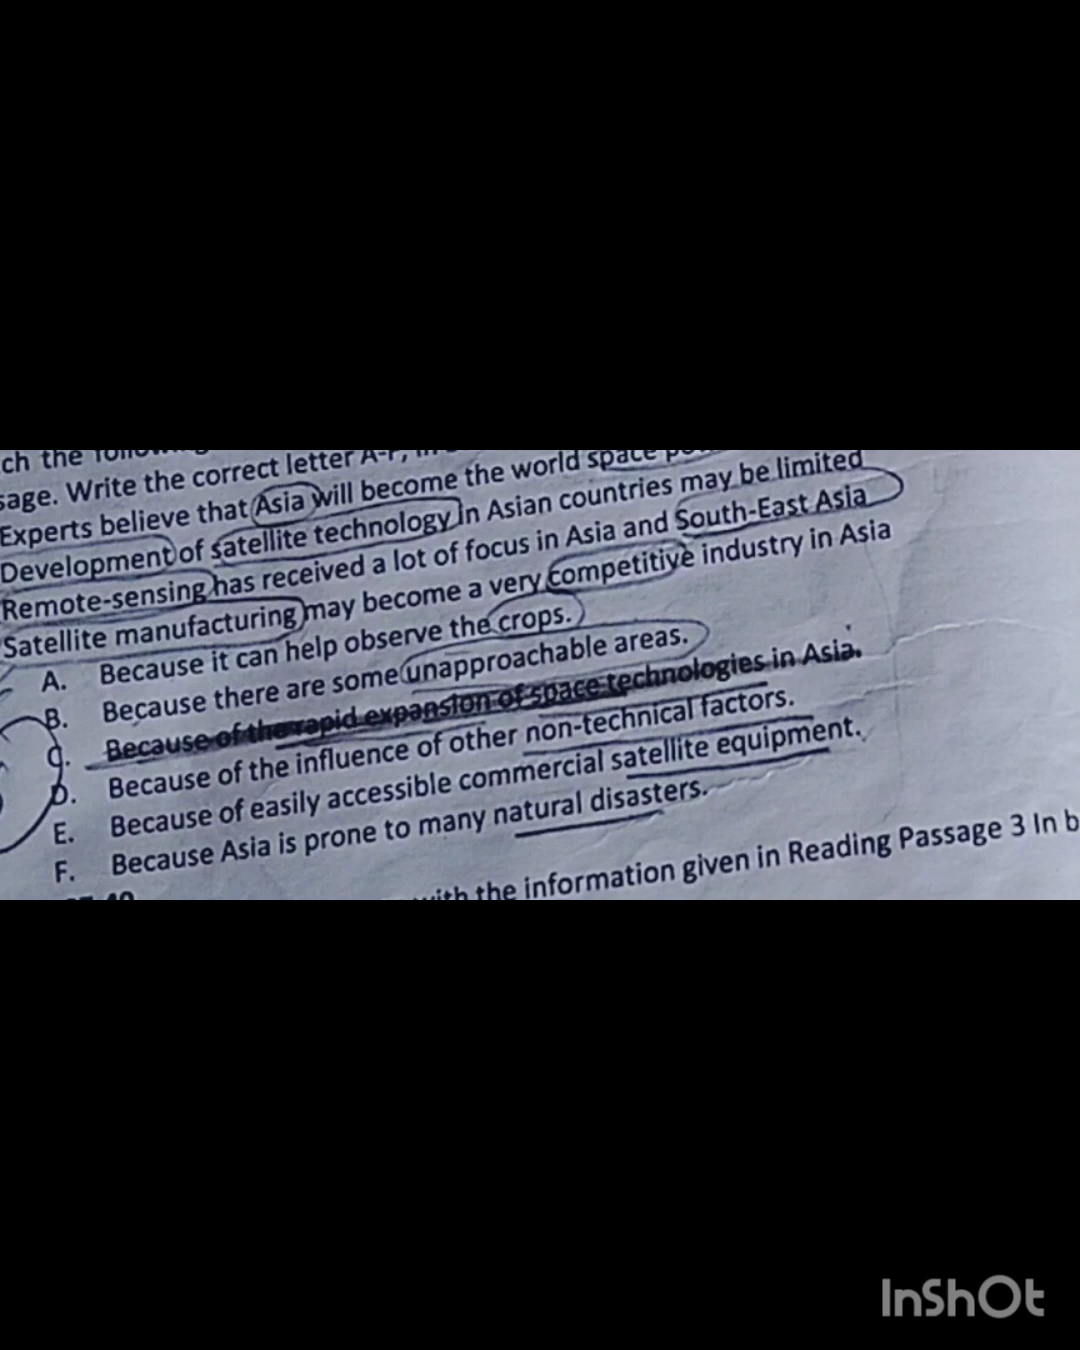 ch the
sage. Write the correct letter A-F, in
Experts believe that Asia will become the world space
Development of satellite technology in Asian countries may be limited
Remote-sensing has received a lot of focus in Asia and South-East Asia
Satellite manufacturing may become a very competitive industry in Asia
A. Because it can help observe the crops.
B. Because there are some unapproachable areas.
C. Because of the rapid expansion of space technologies in Asia.
D. Because of the influence of other non-technical factors.
E. Because of easily accessible commercial satellite equipment.
F. Because Asia is prone to many natural disasters.
with the information given in Reading Passage 3 In b
InShOt